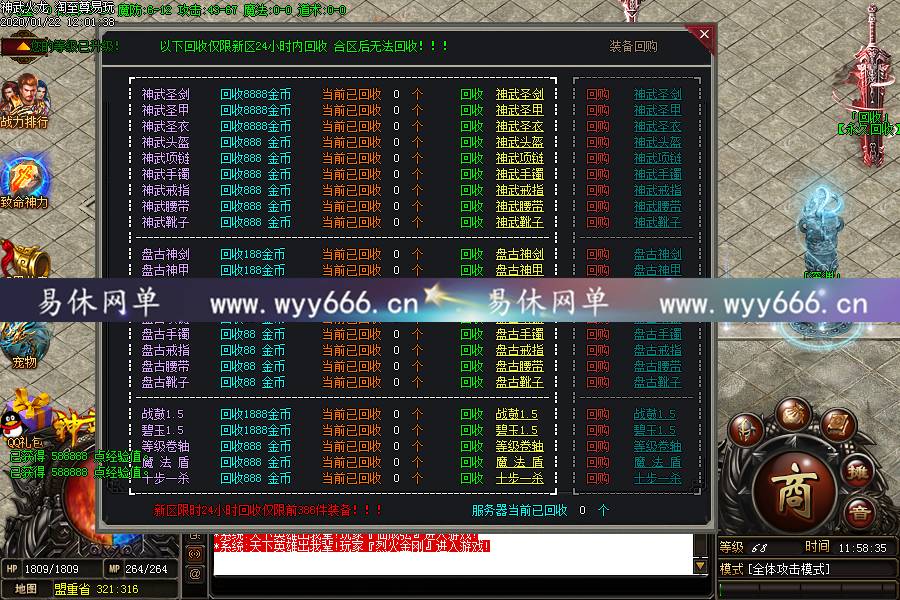 神武火龙 淘至尊易玩 魔防:6-12 攻击:43-67 魔法:0-0 道术:0-0
2020/01/22 12:01:38
您的等级已升级!
以下回收仅限新区24小时内回收 合区后无法回收!!!
装备回购
神武圣剑 回收8888金币 当前已回收 0 个 回收 神武圣剑 回购 神武圣剑
神武圣甲 回收8888金币 当前已回收 0 个 回收 神武圣甲 回购 神武圣甲
神武圣衣 回收8888金币 当前已回收 0 个 回收 神武圣衣 回购 神武圣衣
神武头盔 回收888 金币 当前已回收 0 个 回收 神武头盔 回购 神武头盔
神武项链 回收888 金币 当前已回收 0 个 回收 神武项链 回购 神武项链
神武手镯 回收888 金币 当前已回收 0 个 回收 神武手镯 回购 神武手镯
神武戒指 回收888 金币 当前已回收 0 个 回收 神武戒指 回购 神武戒指
神武腰带 回收888 金币 当前已回收 0 个 回收 神武腰带 回购 神武腰带
神武靴子 回收888 金币 当前已回收 0 个 回收 神武靴子 回购 神武靴子
盘古神剑 回收188金币 当前已回收 0 个 回收 盘古神剑 回购 盘古神剑
盘古神甲 回收188金币 当前已回收 0 个 回收 盘古神甲 回购 盘古神甲
易休网单 www.wyy666.cn 易休网单 www.wyy666.cn
盘古手镯 回收88 金币 当前已回收 0 个 回收 盘古手镯 回购 盘古手镯
盘古戒指 回收88 金币 当前已回收 0 个 回收 盘古戒指 回购 盘古戒指
盘古腰带 回收88 金币 当前已回收 0 个 回收 盘古腰带 回购 盘古腰带
盘古靴子 回收88 金币 当前已回收 0 个 回收 盘古靴子 回购 盘古靴子
战鼓1.5 回收1888金币 当前已回收 0 个 回收 战鼓1.5 回购 战鼓1.5
碧玉1.5 回收1888金币 当前已回收 0 个 回收 碧玉1.5 回购 碧玉1.5
等级卷轴 回收888 金币 当前已回收 0 个 回收 等级卷轴 回购 等级卷轴
魔 法 盾 回收888 金币 当前已回收 0 个 回收 魔 法 盾 回购 魔 法 盾
十步一杀 回收888 金币 当前已回收 0 个 回收 十步一杀 回购 十步一杀
新区限时24小时回收仅限前388件装备!!!
服务器当前已回收 0 个
战力排行
致命神力
宠物
QQ礼包
已获得 588888 点经验值。
已获得 588888 点经验值。
「回收」
【永久回收】
商
摊
音
*系统:天下英雄出我辈!玩家『烈火金刚』进入游戏!
HP 1809/1809 MP 264/264
地图 盟重省 321:316
等级 68 时间 11:58:35
模式[全体攻击模式]